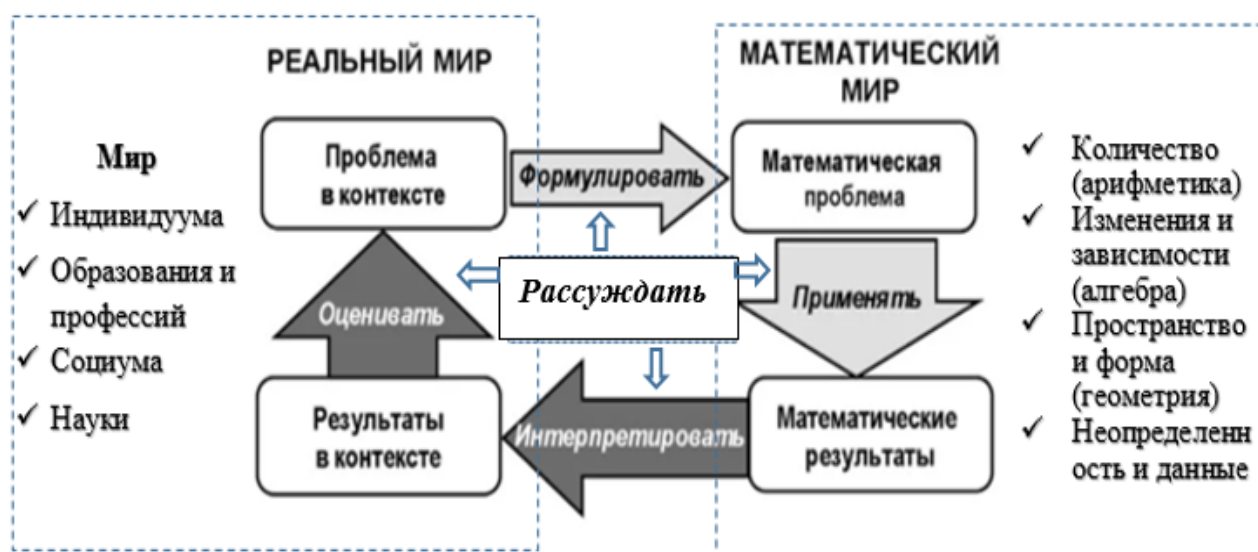 РЕАЛЬНЫЙ МИР
МАТЕМАТИЧЕСКИЙ
МИР
Мир
✓ Индивидуума
✓ Образования и
профессий
✓ Социума
✓ Науки
Проблема
в контексте
Формулировать
Математическая
проблема
Оценивать
Рассуждать
Применять
Результаты
в контексте
Интерпретировать
Математические
результаты
✓ Количество
(арифметика)
✓ Изменения и
зависимости
(алгебра)
✓ Пространство
и форма
(геометрия)
✓ Неопределенн
ость и данные